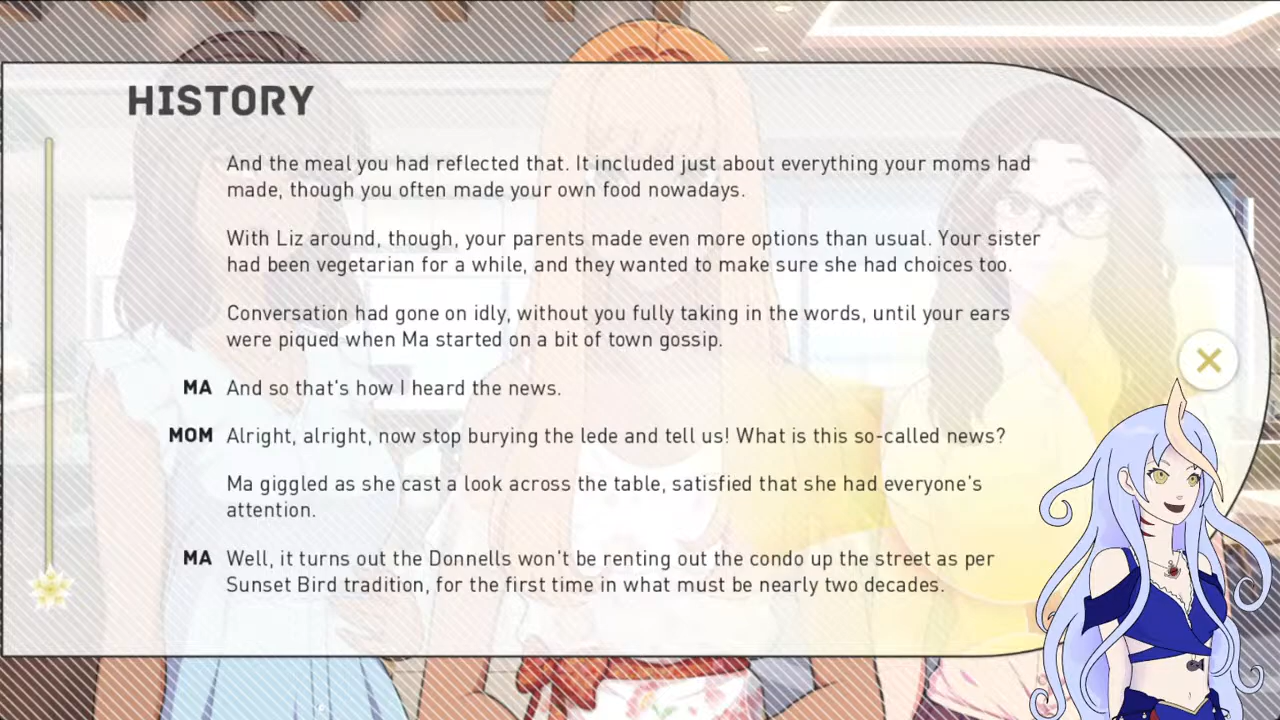 HISTORY
And the meal you had reflected that. It included just about everything your moms had
made, though you often made your own food nowadays.
With Liz around, though, your parents made even more options than usual. Your sister
had been vegetarian for a while, and they wanted to make sure she had choices too.
Conversation had gone on idly, without you fully taking in the words, until your ears
were piqued when Ma started on a bit of town gossip.
MA And so that's how I heard the news.
MOM Alright, alright, now stop burying the lede and tell us! What is this so-called news?
Ma giggled as she cast a look across the table, satisfied that she had everyone's
attention.
MA Well, it turns out the Donnells won't be renting out the condo up the street as per
Sunset Bird tradition, for the first time in what must be nearly two decades.